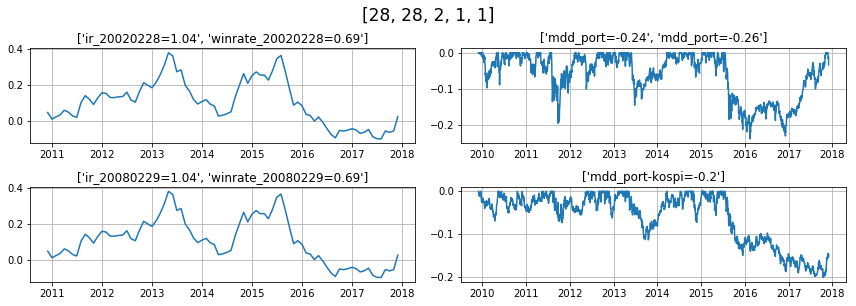 [28, 28, 2, 1, 1]
['ir_20020228=1.04', 'winrate_20020228=0.69']
0.4
0.2
0.0
2011 2012 2013 2014 2015 2016 2017 2018
['mdd_port=-0.24', 'mdd_port=-0.26']
0.0
−0.1
−0.2
2010 2011 2012 2013 2014 2015 2016 2017 2018
['ir_20080229=1.04', 'winrate_20080229=0.69']
0.4
0.2
0.0
2011 2012 2013 2014 2015 2016 2017 2018
['mdd_port-kospi=-0.2']
0.0
−0.1
−0.2
2010 2011 2012 2013 2014 2015 2016 2017 2018